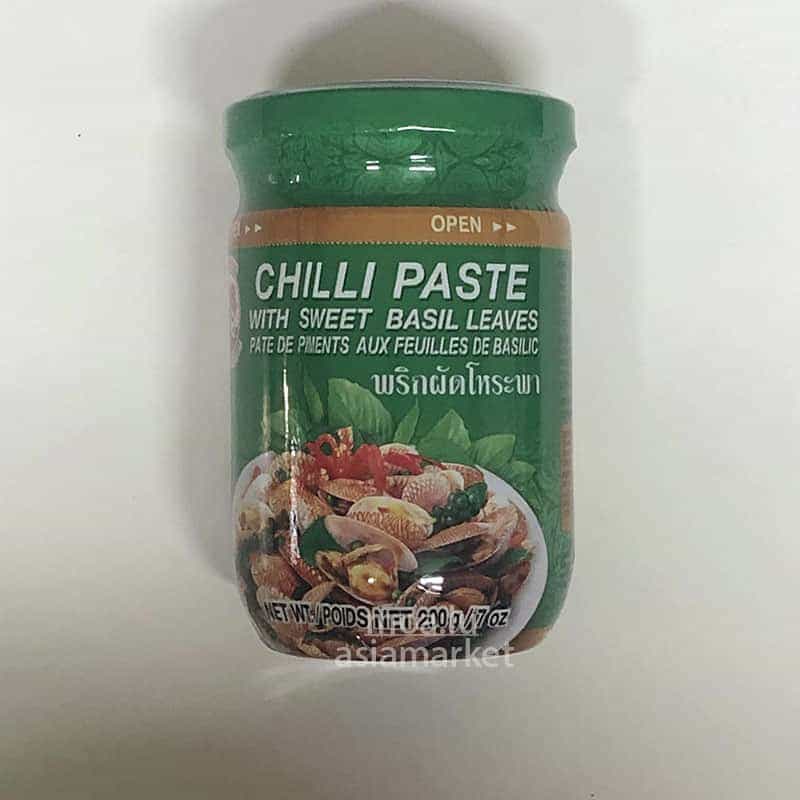 OPEN ▸▸
CHILLI PASTE
WITH SWEET BASIL LEAVES
PATE DE PIMENTS AUX FEUILLES DE BASILIC
พริกผัดโหระพา
NET WT./POIDS NET 200 g / 7 oz
asiamarket